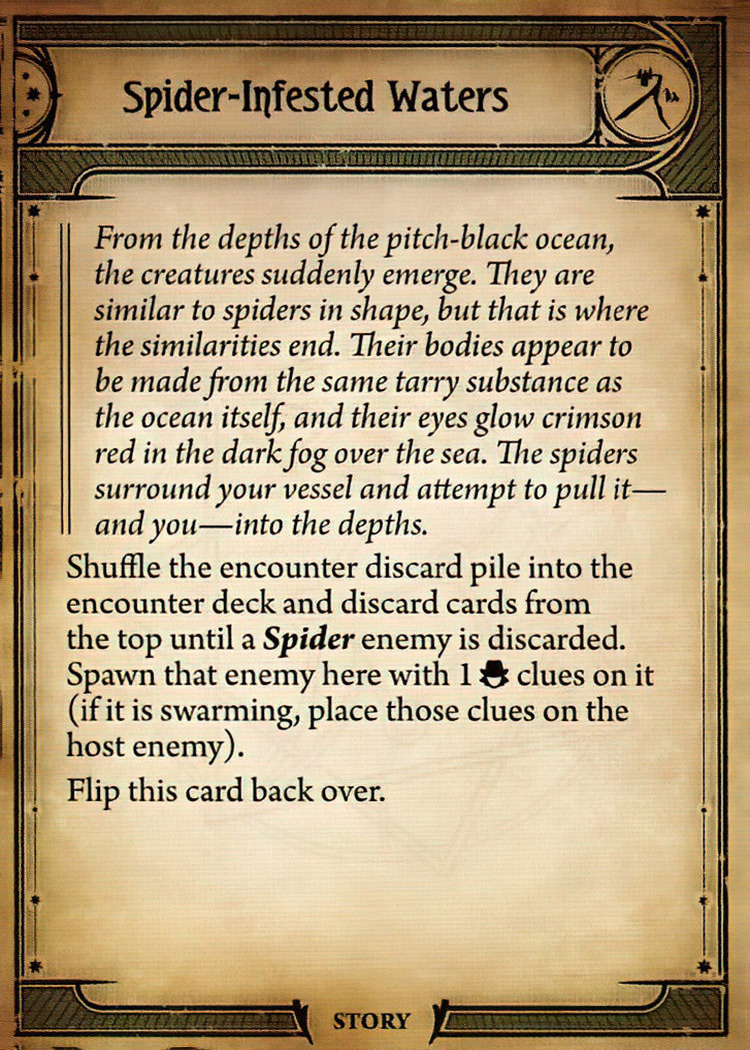 Spider-Infested Waters
From the depths of the pitch-black ocean,
the creatures suddenly emerge. They are
similar to spiders in shape, but that is where
the similarities end. Their bodies appear to
be made from the same tarry substance as
the ocean itself, and their eyes glow crimson
red in the dark fog over the sea. The spiders
surround your vessel and attempt to pull it—
and you—into the depths.
Shuffle the encounter discard pile into the
encounter deck and discard cards from
the top until a Spider enemy is discarded.
Spawn that enemy here with 1 clues on it
(if it is swarming, place those clues on the
host enemy).
Flip this card back over.
STORY